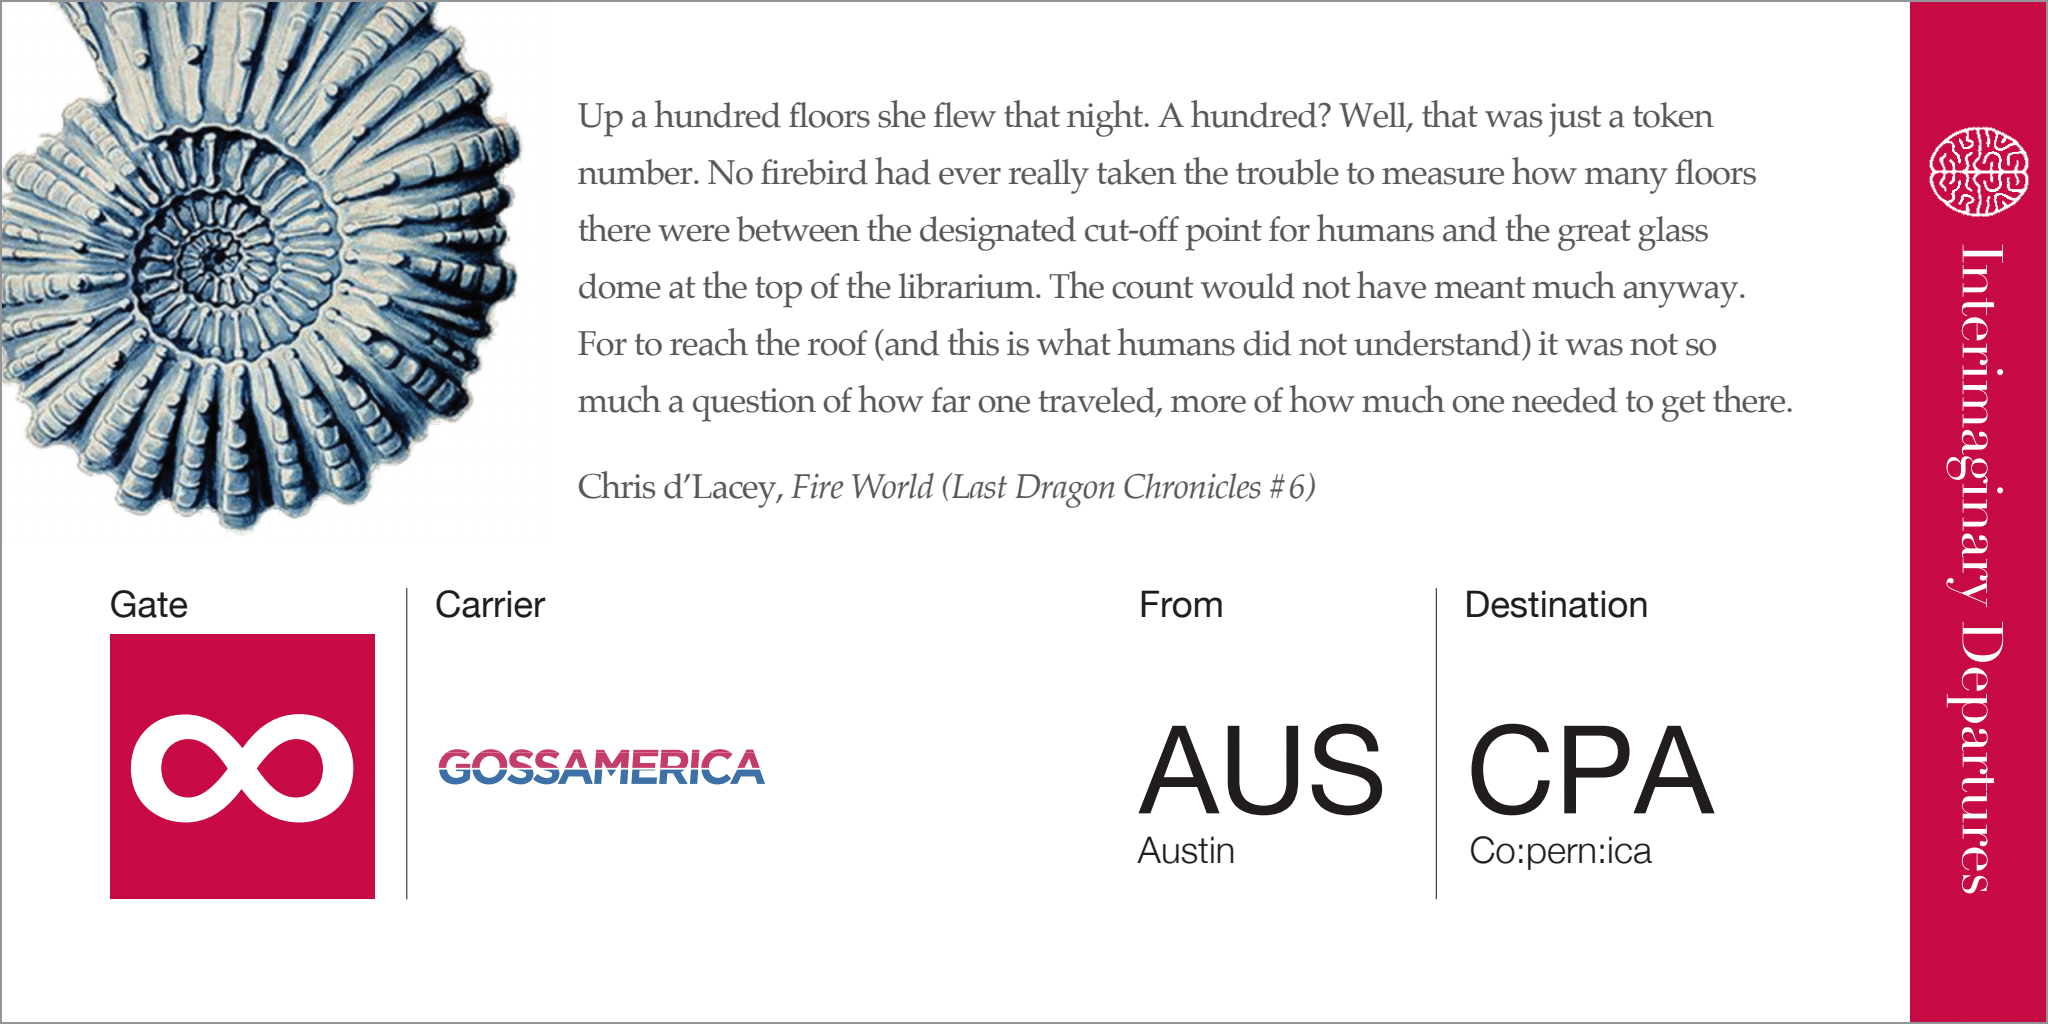 Up a hundred floors she flew that night. A hundred? Well, that was just a token
number. No firebird had ever really taken the trouble to measure how many floors
there were between the designated cut-off point for humans and the great glass
dome at the top of the librarium. The count would not have meant much anyway.
For to reach the roof (and this is what humans did not understand) it was not so
much a question of how far one traveled, more of how much one needed to get there.
Chris d’Lacey, Fire World (Last Dragon Chronicles #6)
Gate
∞
Carrier
GOSSAMERICA
From
AUS
Austin
Destination
CPA
Co:pern:ica
Interimaginary Departures